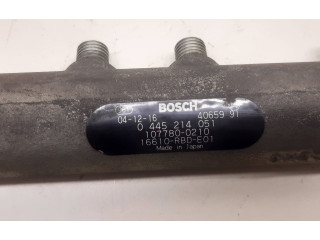 BOSCH
04-12-16 40659 91
0 445 214 051
107780-0210
16610-RBD-E01
Made in Japan